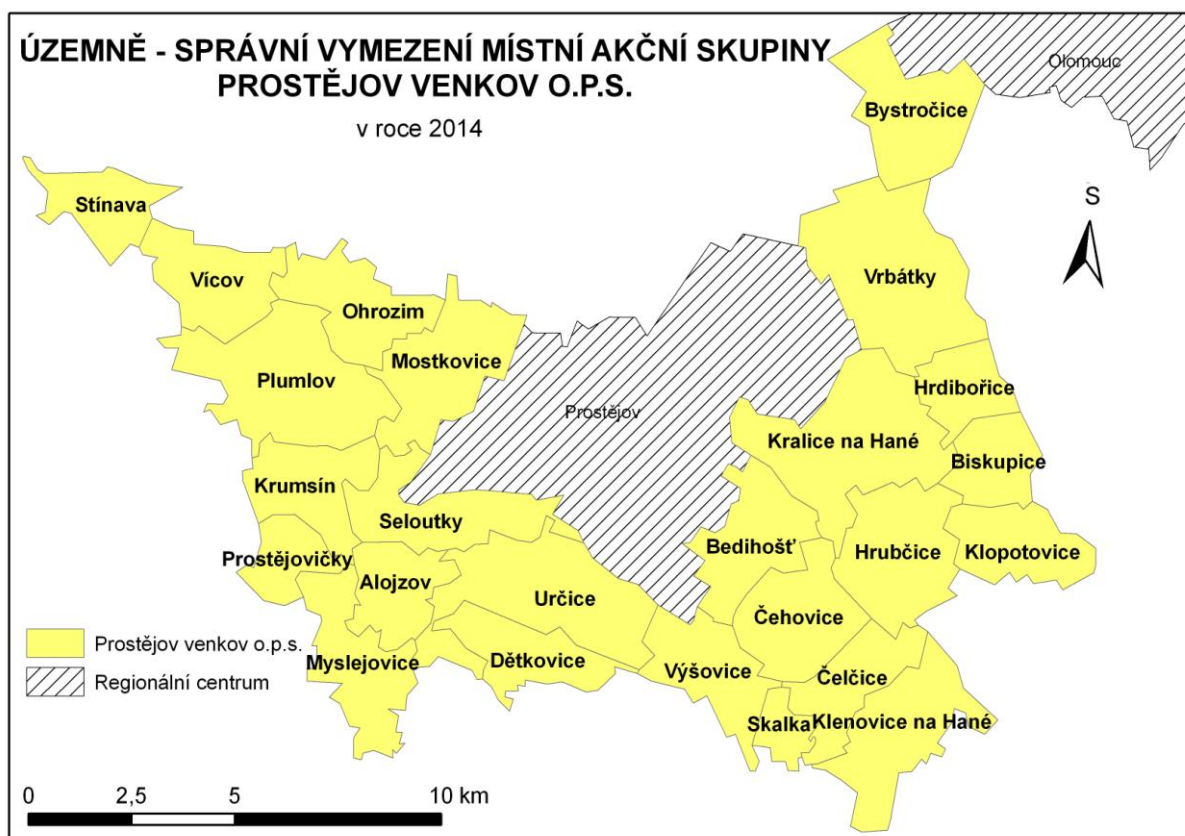 ÚZEMNĚ - SPRÁVNÍ VYMEZENÍ MÍSTNÍ AKČNÍ SKUPINY
PROSTĚJOV VENKOV O.P.S.
v roce 2014
Olomouc
Bystročice
S
Stínava
Vícov
Vrbátky
Ohrozim
Mostkovice
Plumlov
Hrdibořice
Prostějov
Kralice na Hané
Biskupice
Krumsín
Seloutky
Bedihošť
Hrubčice
Klopotovice
Prostějovičky
Alojzov
Určice
Čehovice
Prostějov venkov o.p.s.
Myslejovice
Dětkovice
Výšovice
Čelčice
Regionální centrum
Skalka
Klenovice na Hané
0 2,5 5 10 km